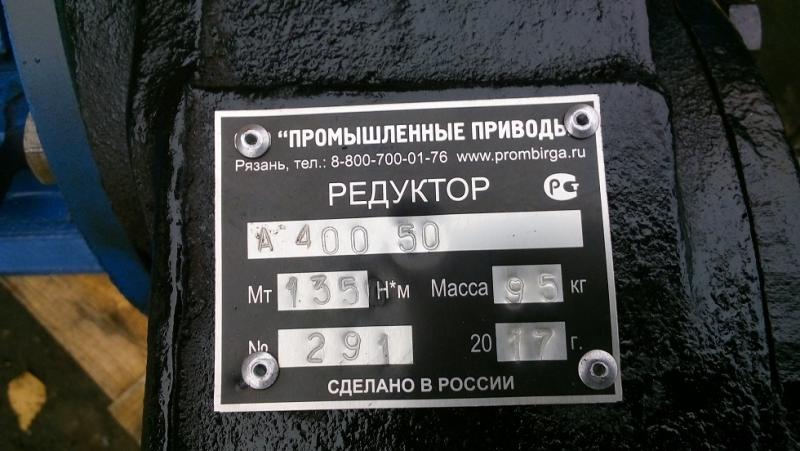 "ПРОМЫШЛЕННЫЕ ПРИВОДЫ
Рязань, тел.: 8-800-700-01-76 www.prombirga.ru
РЕДУКТОР РСТ
А 400 50
Мт 135 Н*м Масса 95 кг
№ 291 2017 г.
СДЕЛАНО В РОССИИ